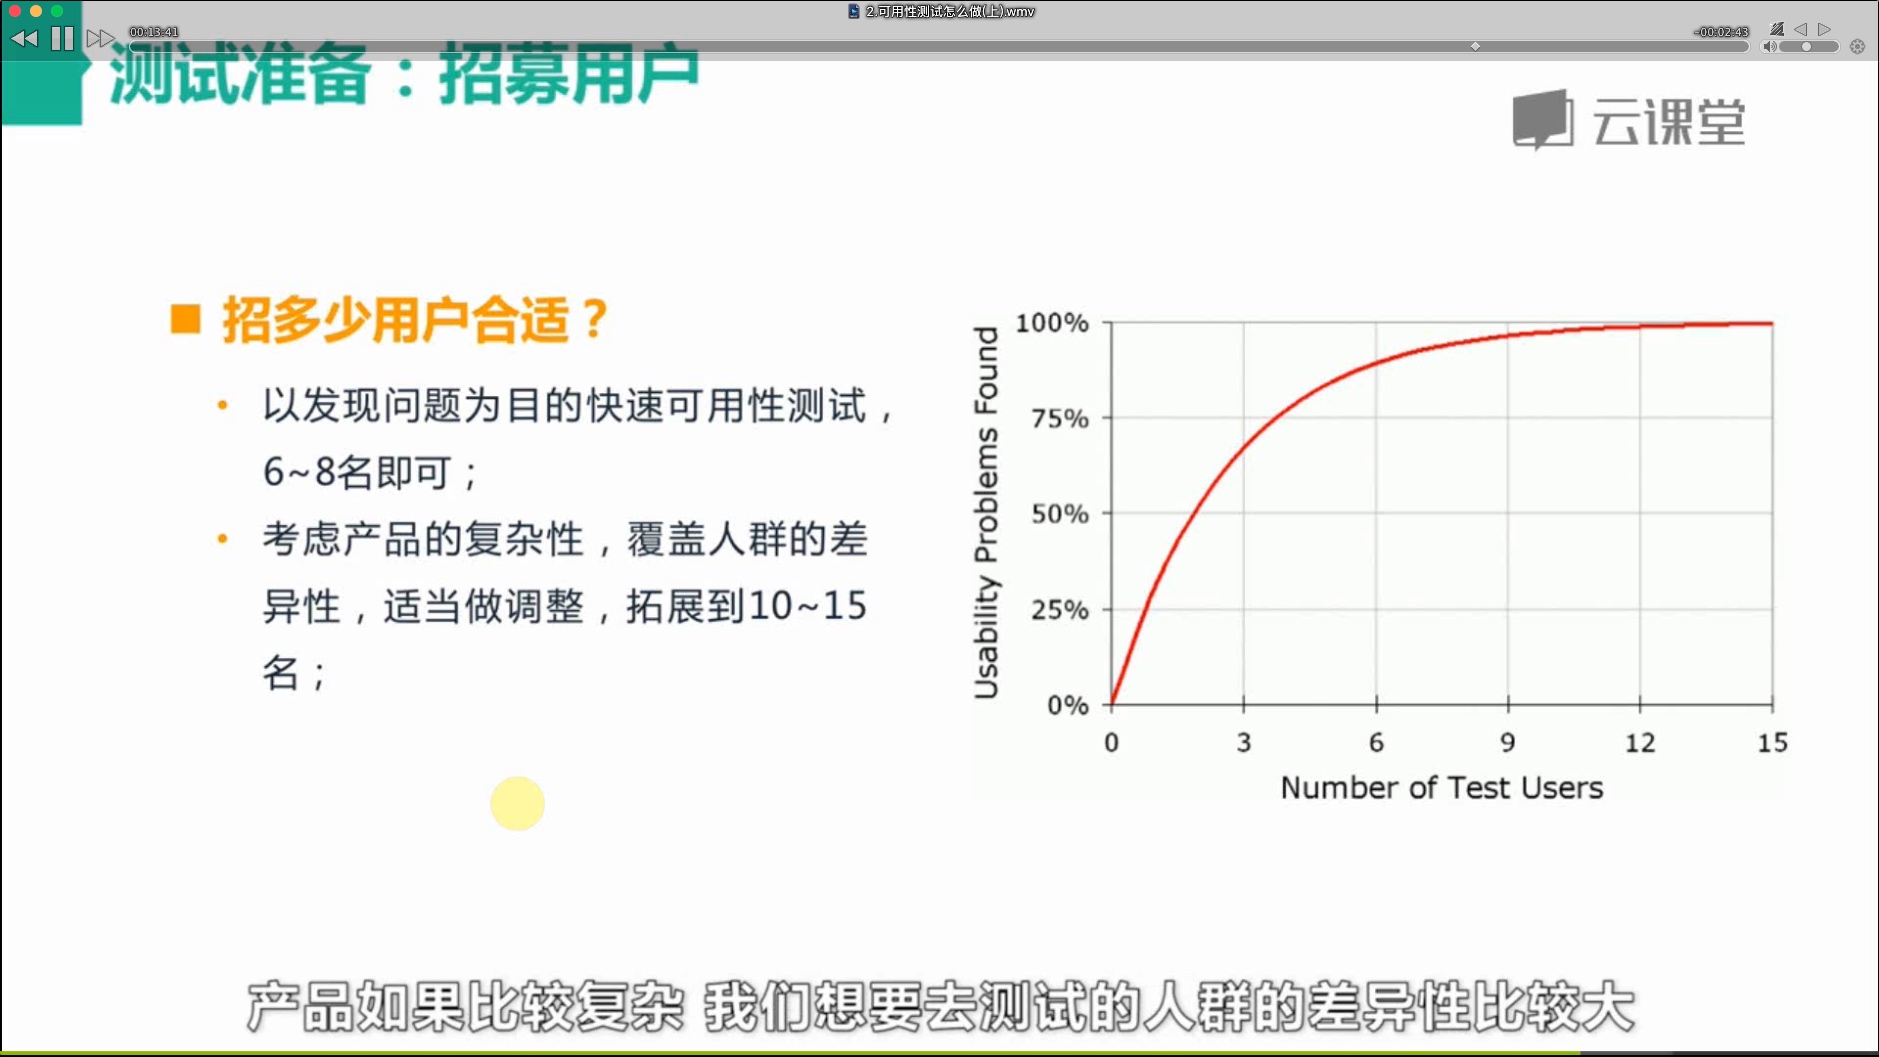 2.可用性测试怎么做(上).wmv
00:13:41
-00:02:43
测试准备：招募用户
云课堂
招多少用户合适？
以发现问题为目的快速可用性测试，
6~8名即可；
考虑产品的复杂性，覆盖人群的差
异性，适当做调整，拓展到10~15
名；
Usability Problems Found
100%
75%
50%
25%
0%
0 3 6 9 12 15
Number of Test Users
产品如果比较复杂 我们想要去测试的人群的差异性比较大